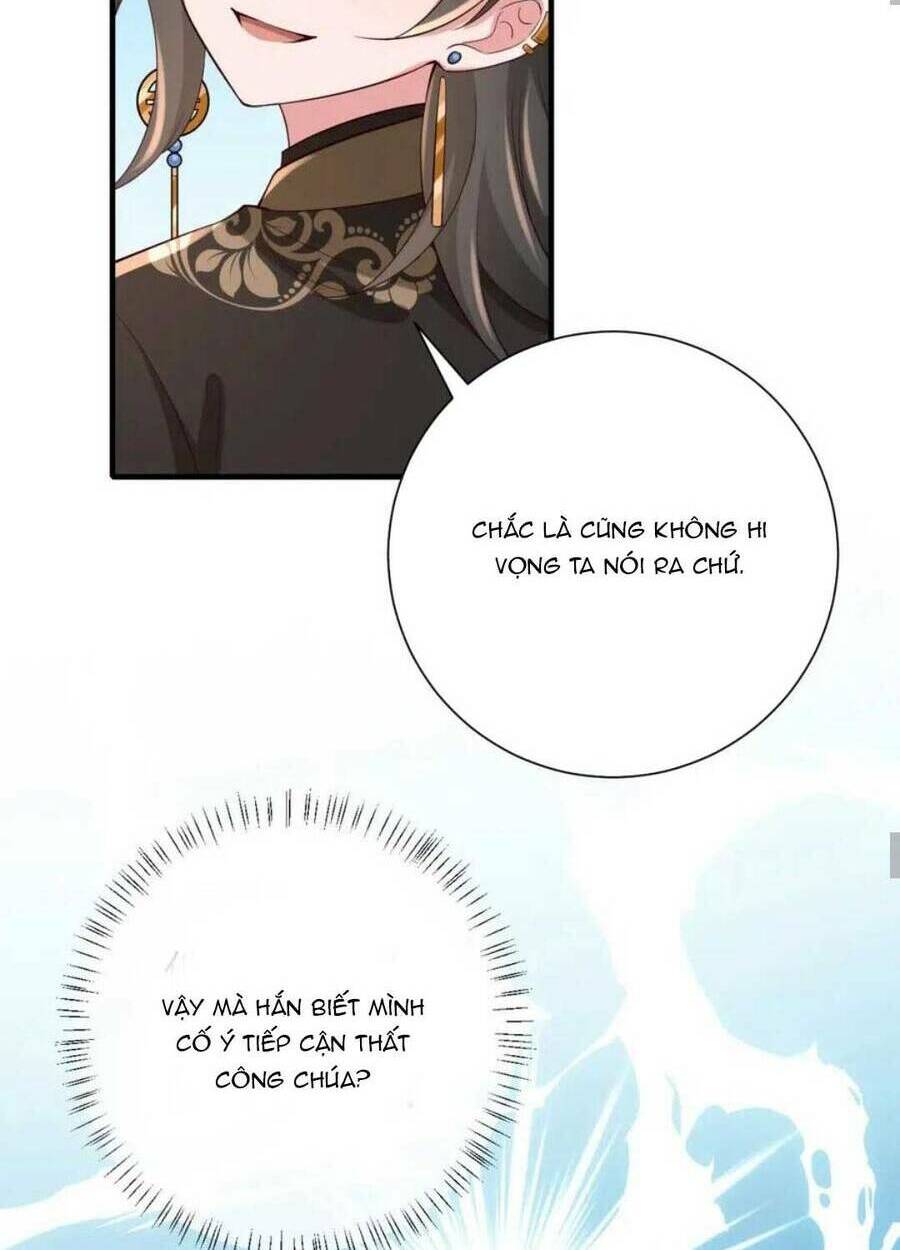 CHẮC LÀ CŨNG KHÔNG HI
VỌNG TA NÓI RA CHỨ.
VẬY MÀ HẮN BIẾT MÌNH
CỐ Ý TIẾP CẬN THẤT
CÔNG CHÚA?